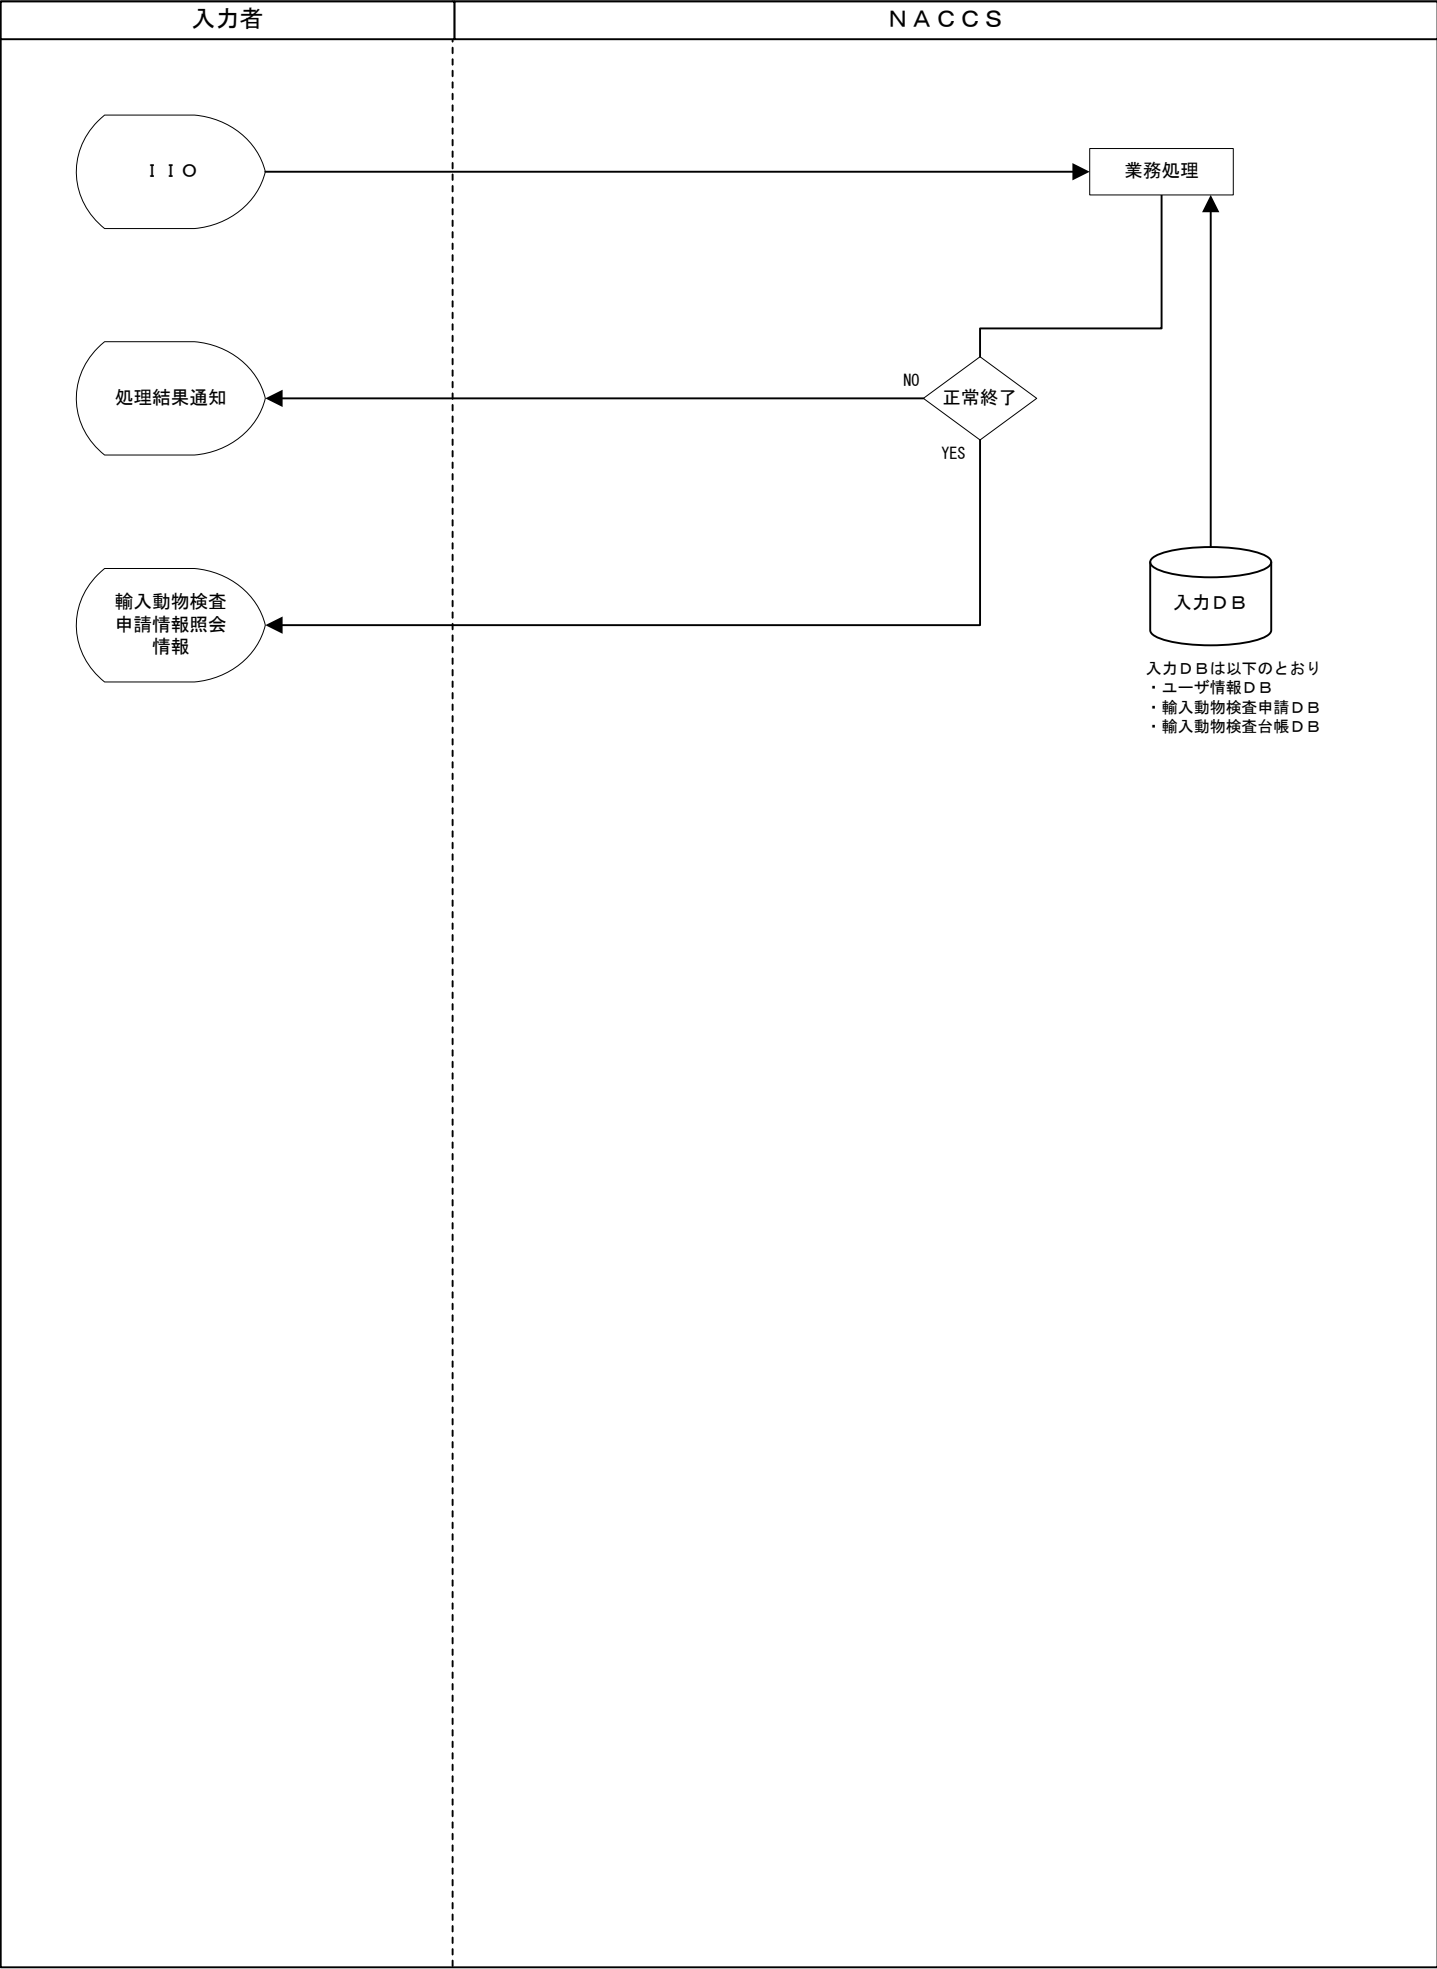 入力者
ＮＡＣＣＳ
ＩＩＯ
業務処理
NO
正常終了
処理結果通知
YES
輸入動物検査
申請情報照会
情報
入力ＤＢ
入力ＤＢは以下のとおり
・ユーザ情報ＤＢ
・輸入動物検査申請ＤＢ
・輸入動物検査台帳ＤＢ